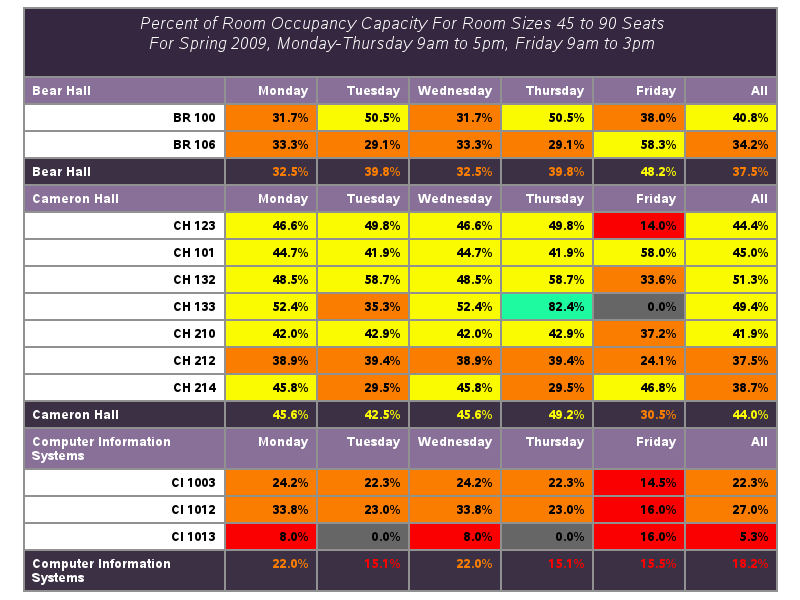 Percent of Room Occupancy Capacity For Room Sizes 45 to 90 Seats
For Spring 2009, Monday-Thursday 9am to 5pm, Friday 9am to 3pm
Bear Hall Monday Tuesday Wednesday Thursday Friday All
BR 100 31.7% 50.5% 31.7% 50.5% 38.0% 40.8%
BR 106 33.3% 29.1% 33.3% 29.1% 58.3% 34.2%
Bear Hall 32.5% 39.8% 32.5% 39.8% 48.2% 37.5%
Cameron Hall Monday Tuesday Wednesday Thursday Friday All
CH 123 46.6% 49.8% 46.6% 49.8% 14.0% 44.4%
CH 101 44.7% 41.9% 44.7% 41.9% 58.0% 45.0%
CH 132 48.5% 58.7% 48.5% 58.7% 33.6% 51.3%
CH 133 52.4% 35.3% 52.4% 82.4% 0.0% 49.4%
CH 210 42.0% 42.9% 42.0% 42.9% 37.2% 41.9%
CH 212 38.9% 39.4% 38.9% 39.4% 24.1% 37.5%
CH 214 45.8% 29.5% 45.8% 29.5% 46.8% 38.7%
Cameron Hall 45.6% 42.5% 45.6% 49.2% 30.5% 44.0%
Computer Information Monday Tuesday Wednesday Thursday Friday All
Systems
CI 1003 24.2% 22.3% 24.2% 22.3% 14.5% 22.3%
CI 1012 33.8% 23.0% 33.8% 23.0% 16.0% 27.0%
CI 1013 8.0% 0.0% 8.0% 0.0% 16.0% 5.3%
Computer Information 22.0% 15.1% 22.0% 15.1% 15.5% 18.2%
Systems